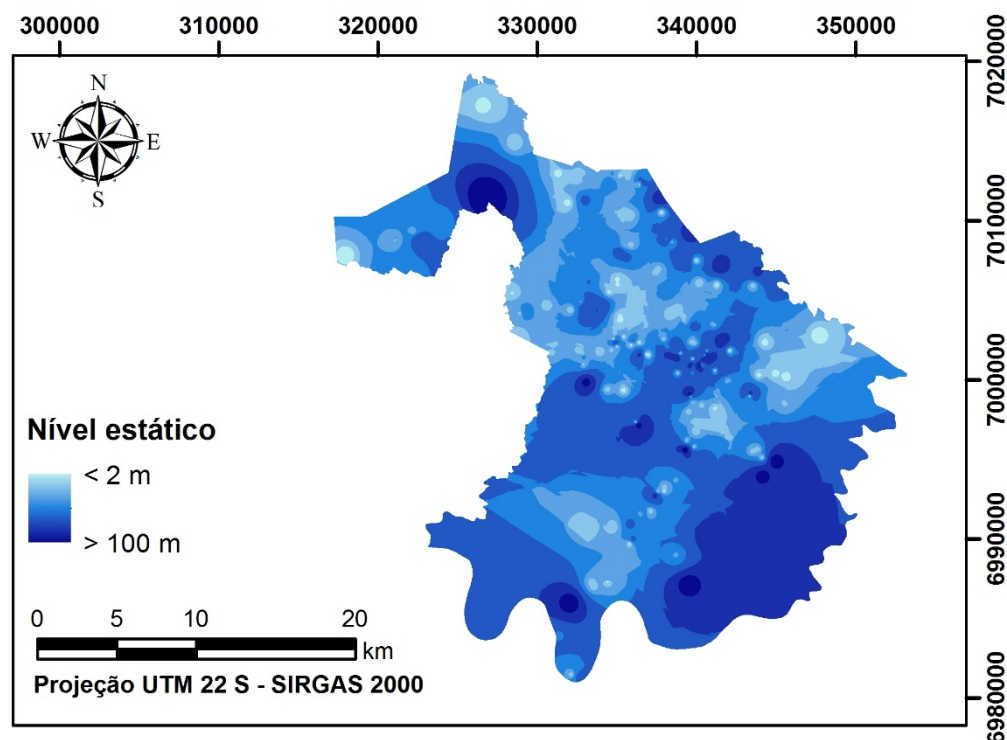 300000 310000 320000 330000 340000 350000
7020000
7010000
7000000
6990000
6980000
N
W E
S
Nível estático
< 2 m
> 100 m
0 5 10 20
km
Projeção UTM 22 S - SIRGAS 2000